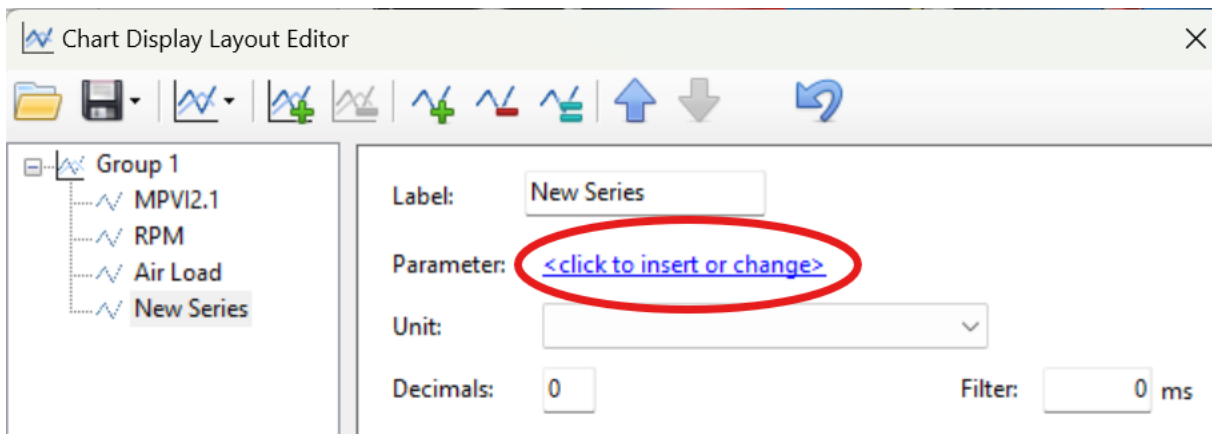 Chart Display Layout Editor
Group 1
MPVI2.1
RPM
Air Load
New Series
Label: New Series
Parameter: <click to insert or change>
Unit:
Decimals: 0 Filter: 0 ms